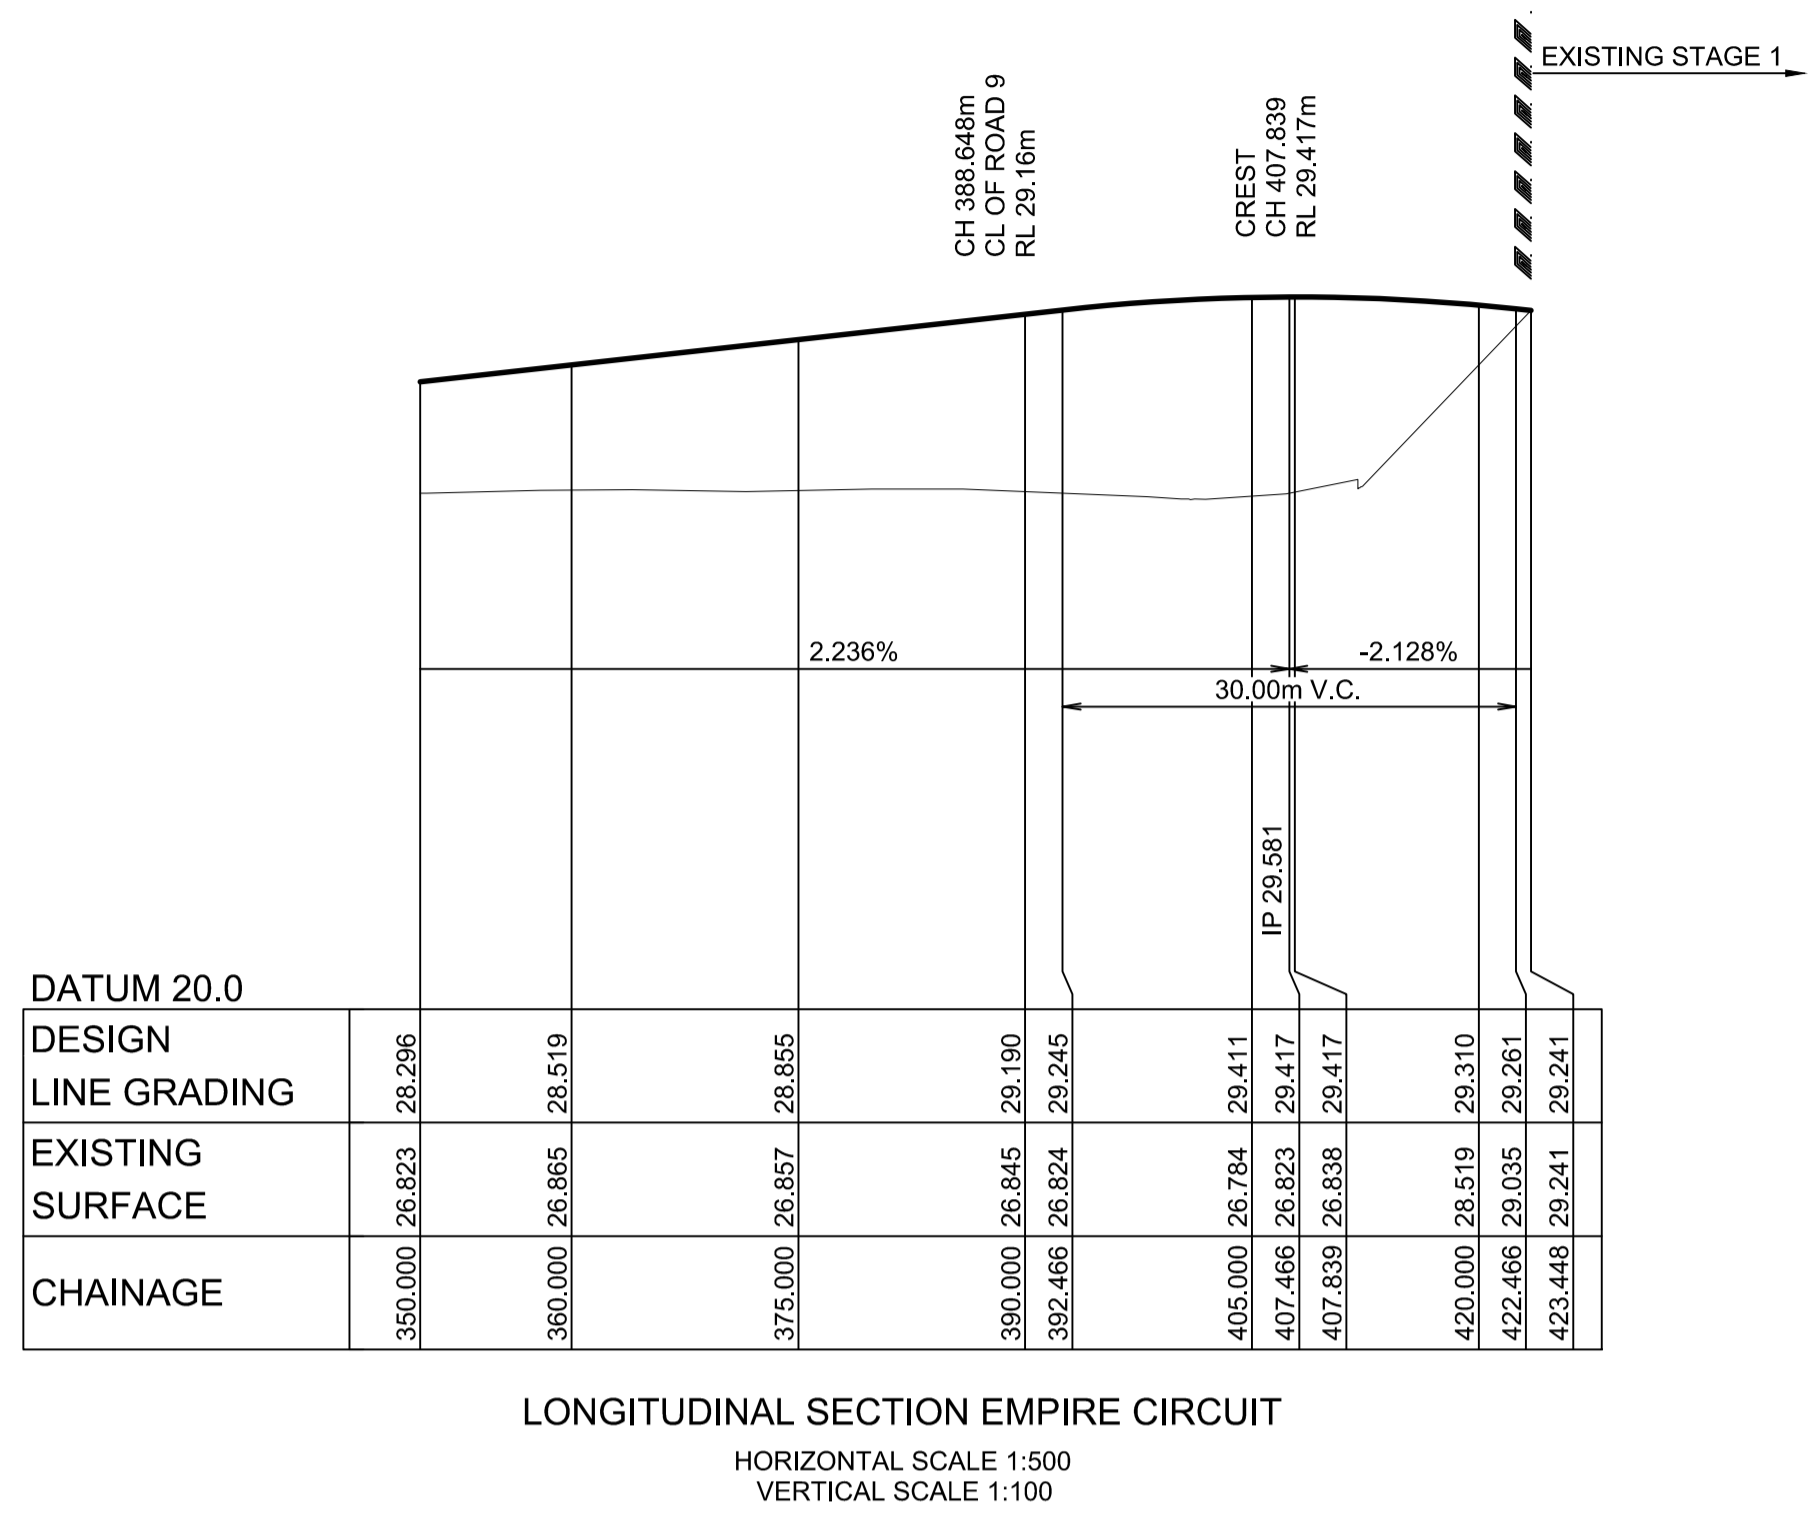 EXISTING STAGE 1
CH 388.648m
CL OF ROAD 9
RL 29.16m
CREST
CH 407.839
RL 29.417m
2.236%
-2.128%
30.00m V.C.
IP 29.581
DATUM 20.0
DESIGN
LINE GRADING
28.296
28.519
28.855
29.190
29.245
29.411
29.417
29.417
29.310
29.261
29.241
EXISTING
SURFACE
26.823
26.865
26.857
26.845
26.824
26.784
26.823
26.838
28.519
29.035
29.241
CHAINAGE
350.000
360.000
375.000
390.000
392.466
405.000
407.466
407.839
420.000
422.466
423.448
LONGITUDINAL SECTION EMPIRE CIRCUIT
HORIZONTAL SCALE 1:500
VERTICAL SCALE 1:100